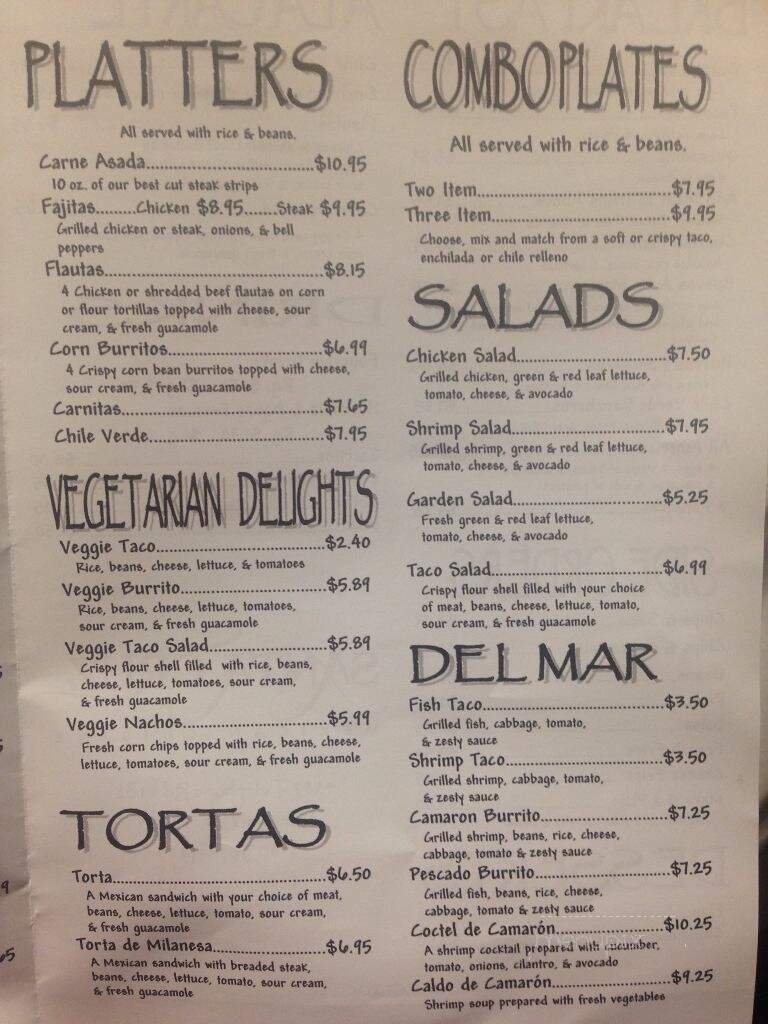 PLATTERS
All served with rice & beans.
Carne Asada..............................$10.95
10 oz. of our best cut steak strips
Fajitas.........Chicken $8.95.......Steak $9.95
Grilled chicken or steak, onions, & bell
peppers
Flautas.......................................$8.15
4 Chicken or shredded beef flautas on corn
or flour tortillas topped with cheese, sour
cream, & fresh guacamole
Corn Burritos............................$6.99
4 Crispy corn bean burritos topped with cheese,
sour cream, & fresh guacamole
Carnitas....................................$7.65
Chile Verde...............................$7.95
VEGETARIAN DELIGHTS
Veggie Taco..............................$2.40
Rice, beans, cheese, lettuce, & tomatoes
Veggie Burrito..........................$5.89
Rice, beans, cheese, lettuce, tomatoes,
sour cream, & fresh guacamole
Veggie Taco Salad.....................$5.89
Crispy flour shell filled with rice, beans,
cheese, lettuce, tomatoes, sour cream,
& fresh guacamole
Veggie Nachos.........................$5.99
Fresh corn chips topped with rice, beans, cheese,
lettuce, tomatoes, sour cream, & fresh guacamole
TORTAS
Torta......................................$6.50
A Mexican sandwich with your choice of meat,
beans, cheese, lettuce, tomato, sour cream,
& fresh guacamole
Torta de Milanesa....................$6.95
A Mexican sandwich with breaded steak,
beans, cheese, lettuce, tomato, sour cream,
& fresh guacamole
COMBO PLATES
All served with rice & beans.
Two Item...................................$7.95
Three Item................................$9.95
Choose, mix and match from a soft or crispy taco,
enchilada or chile relleno
SALADS
Chicken Salad...........................$7.50
Grilled chicken, green & red leaf lettuce,
tomato, cheese, & avocado
Shrimp Salad............................$7.95
Grilled shrimp, green & red leaf lettuce,
tomato, cheese, & avocado
Garden Salad............................$5.25
Fresh green & red leaf lettuce,
tomato, cheese, & avocado
Taco Salad...............................$6.99
Crispy flour shell filled with your choice
of meat, beans, cheese, lettuce, tomato,
sour cream, & fresh guacamole
DEL MAR
Fish Taco.................................$3.50
Grilled fish, cabbage, tomato,
& zesty sauce
Shrimp Taco.............................$3.50
Grilled shrimp, cabbage, tomato,
& zesty sauce
Camaron Burrito.......................$7.25
Grilled shrimp, beans, rice, cheese,
cabbage, tomato & zesty sauce
Pescado Burrito........................$7.25
Grilled fish, beans, rice, cheese,
cabbage, tomato & zesty sauce
Coctel de Camarón...................$10.25
A shrimp cocktail prepared with cucumber,
tomato, onions, cilantro, & avocado
Caldo de Camarón....................$9.25
Shrimp soup prepared with fresh vegetables